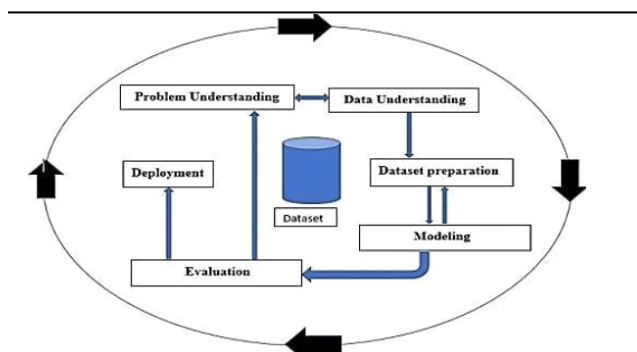 Problem Understanding
Data Understanding
Deployment
Dataset preparation
Dataset
Modeling
Evaluation